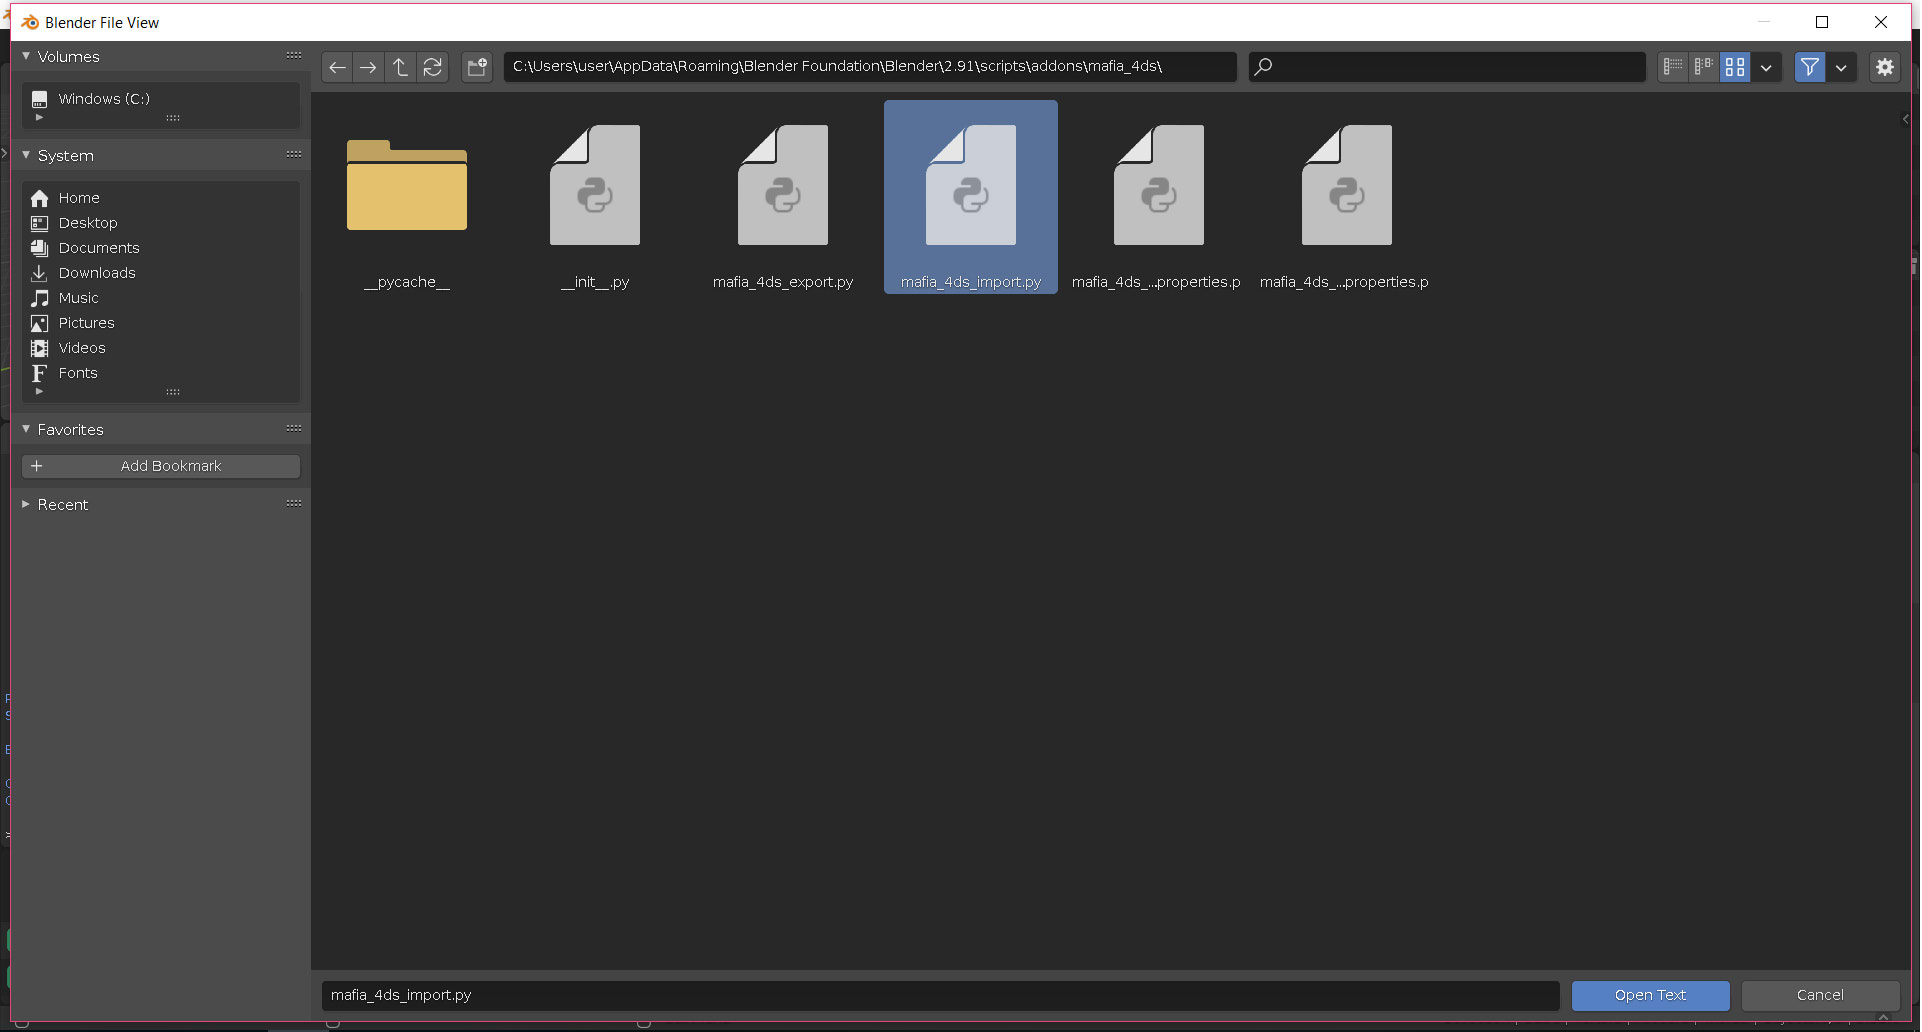 Blender File View
Volumes
Windows (C:)
System
Home
Desktop
Documents
Downloads
Music
Pictures
Videos
Fonts
Favorites
Add Bookmark
Recent
C:\Users\user\AppData\Roaming\Blender Foundation\Blender\2.91\scripts\addons\mafia_4ds\
__pycache__
__init__.py
mafia_4ds_export.py
mafia_4ds_import.py
mafia_4ds_...properties.p
mafia_4ds_...properties.p
mafia_4ds_import.py
Open Text
Cancel